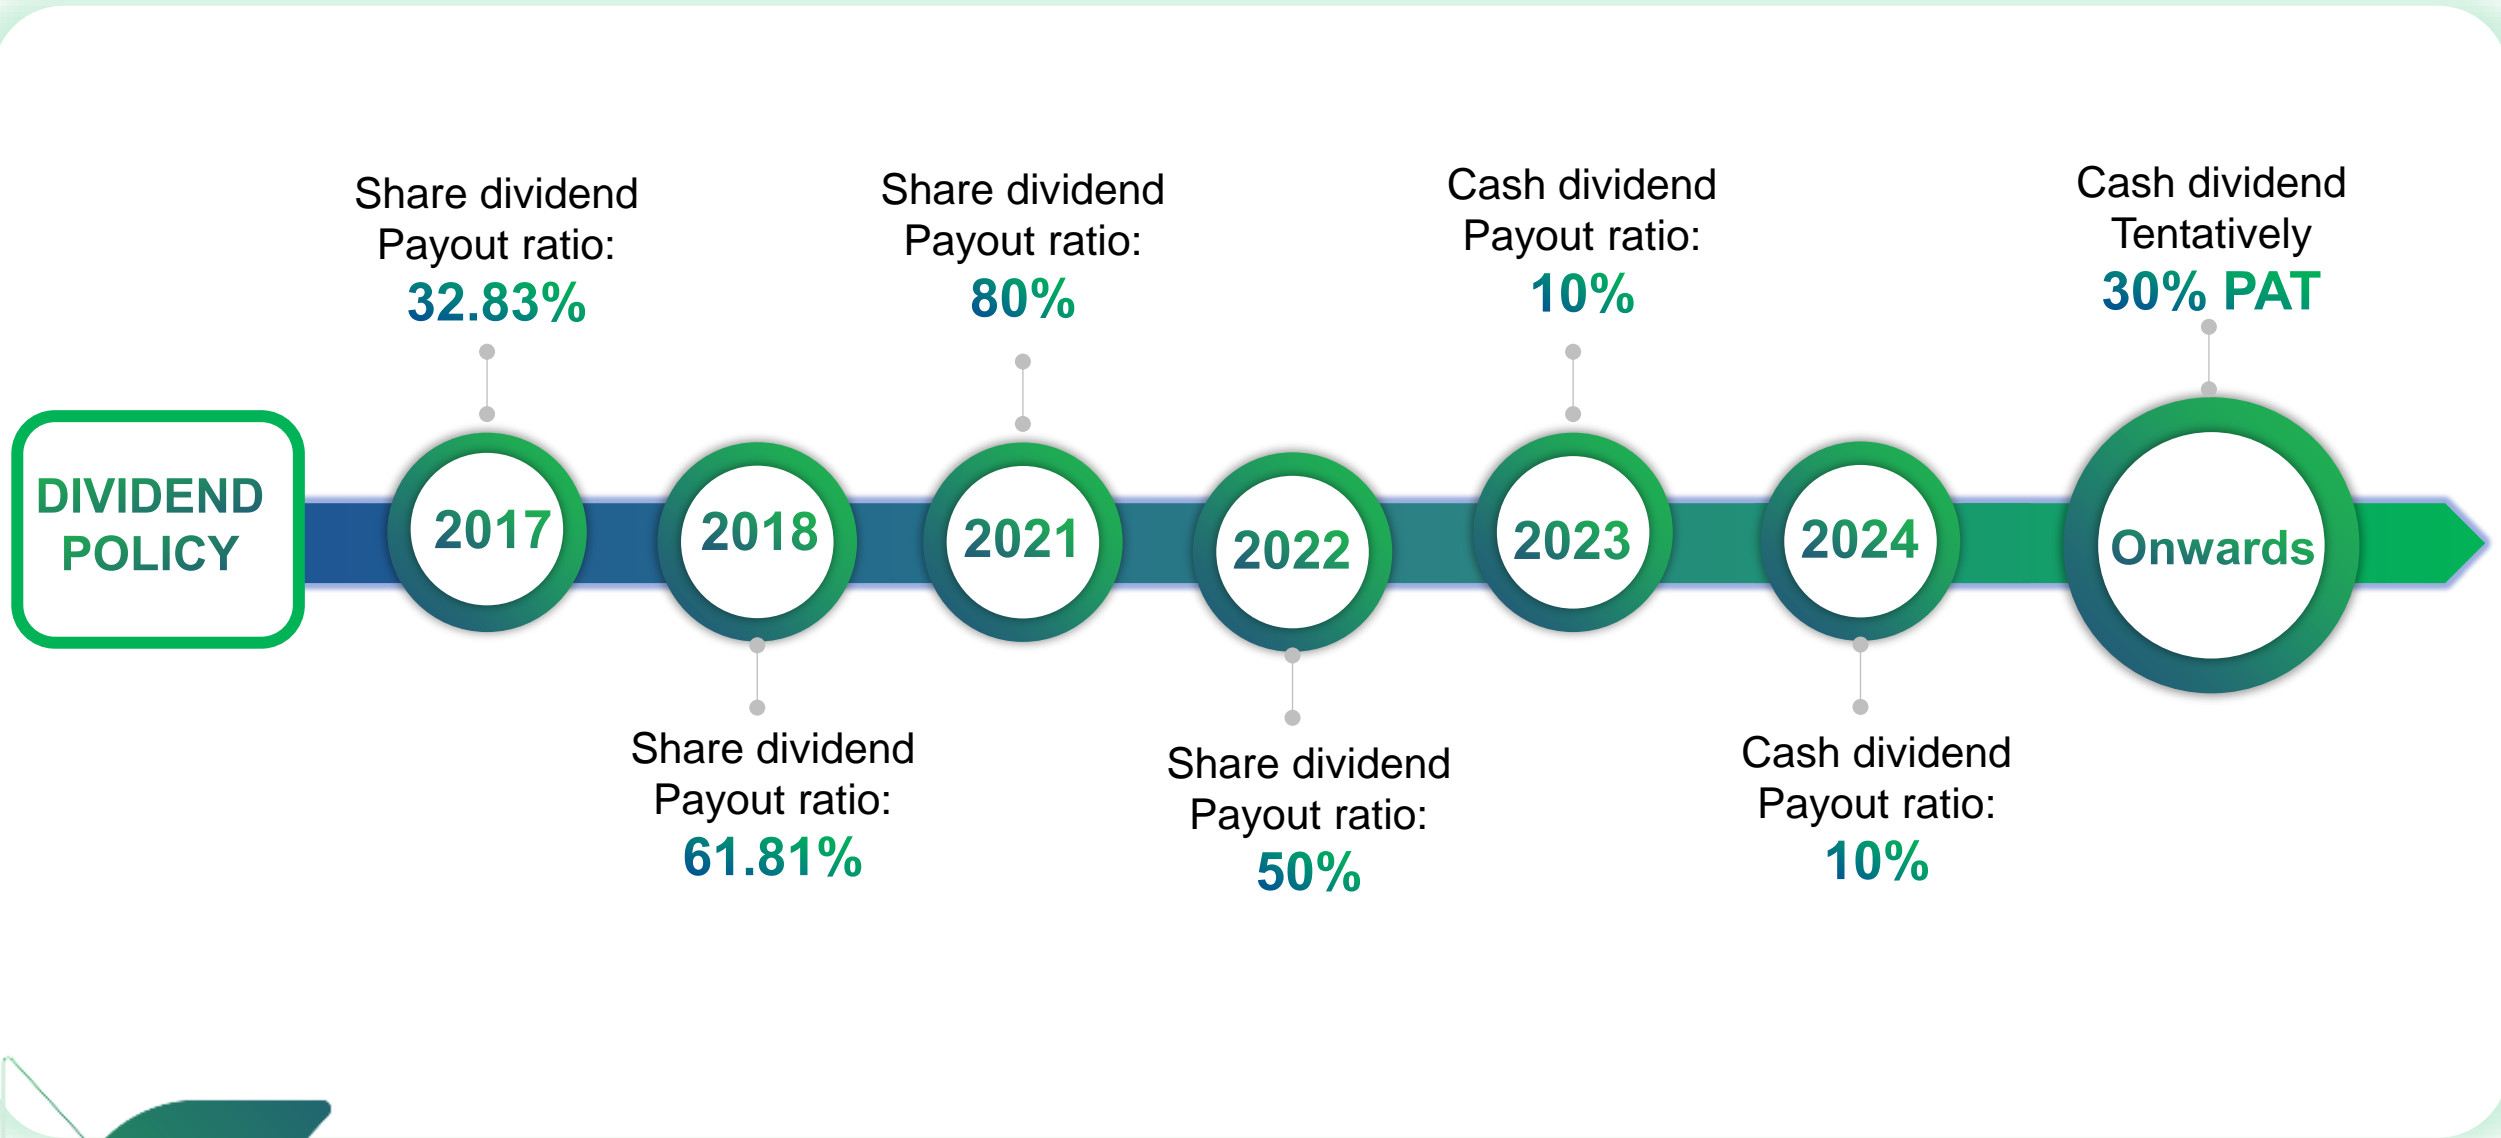 DIVIDEND
POLICY
Share dividend
Payout ratio:
32.83%
2017
2018
Share dividend
Payout ratio:
61.81%
Share dividend
Payout ratio:
80%
2021
2022
Share dividend
Payout ratio:
50%
Cash dividend
Payout ratio:
10%
2023
2024
Cash dividend
Payout ratio:
10%
Cash dividend
Tentatively
30% PAT
Onwards